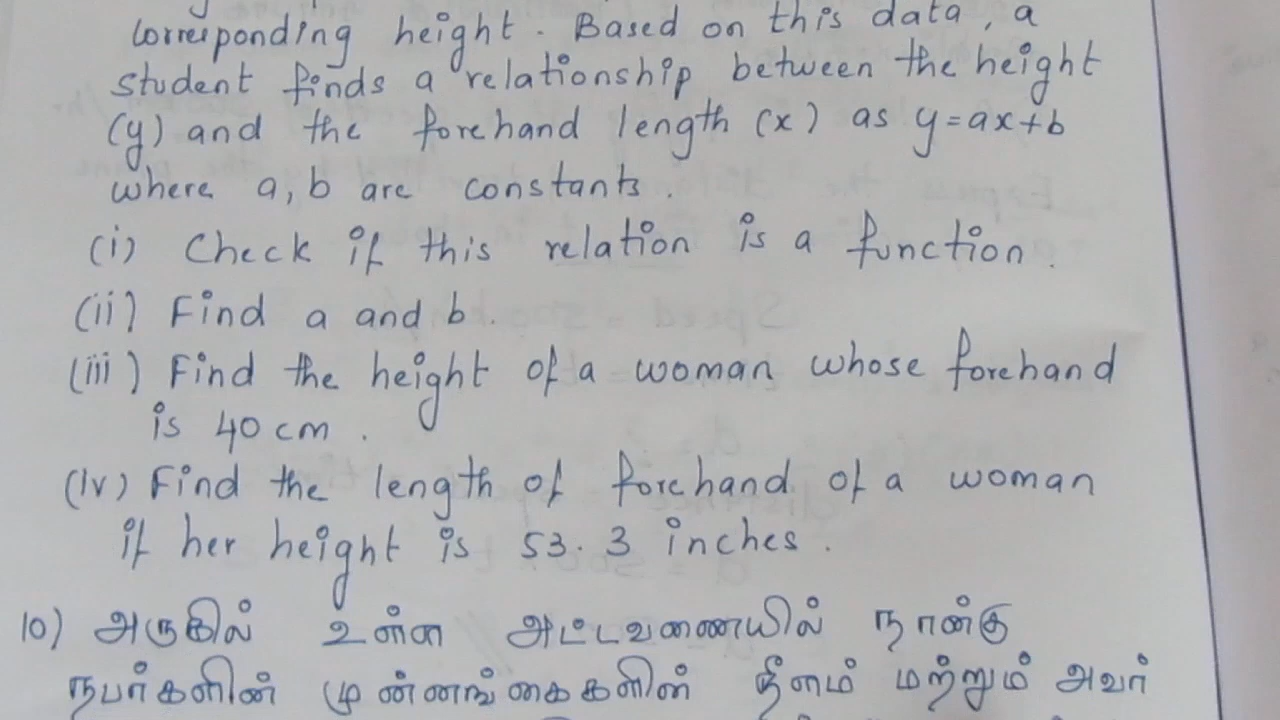 corresponding height. Based on this data, a
student finds a relationship between the height
(y) and the forehand length (x) as y=ax+b
where a, b are constants.
(i) Check if this relation is a function.
(ii) Find a and b.
(iii) Find the height of a woman whose forehand
is 40 cm.
(iv) Find the length of forehand of a woman
if her height is 53.3 inches.
10) அருகில் உள்ள அட்டவணையில் நான்கு
நபர்களின் முன்னங்கைகளின் நீளம் மற்றும் அவர்